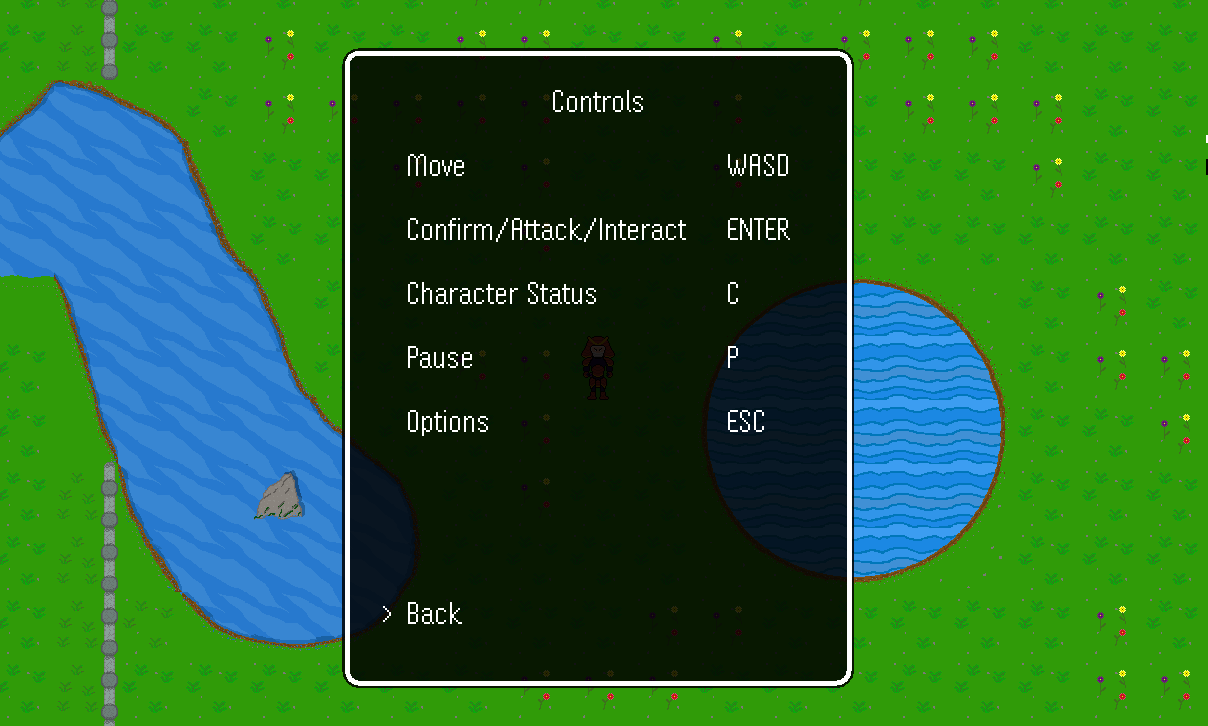 Controls
Move WASD
Confirm/Attack/Interact ENTER
Character Status C
Pause P
Options ESC
> Back